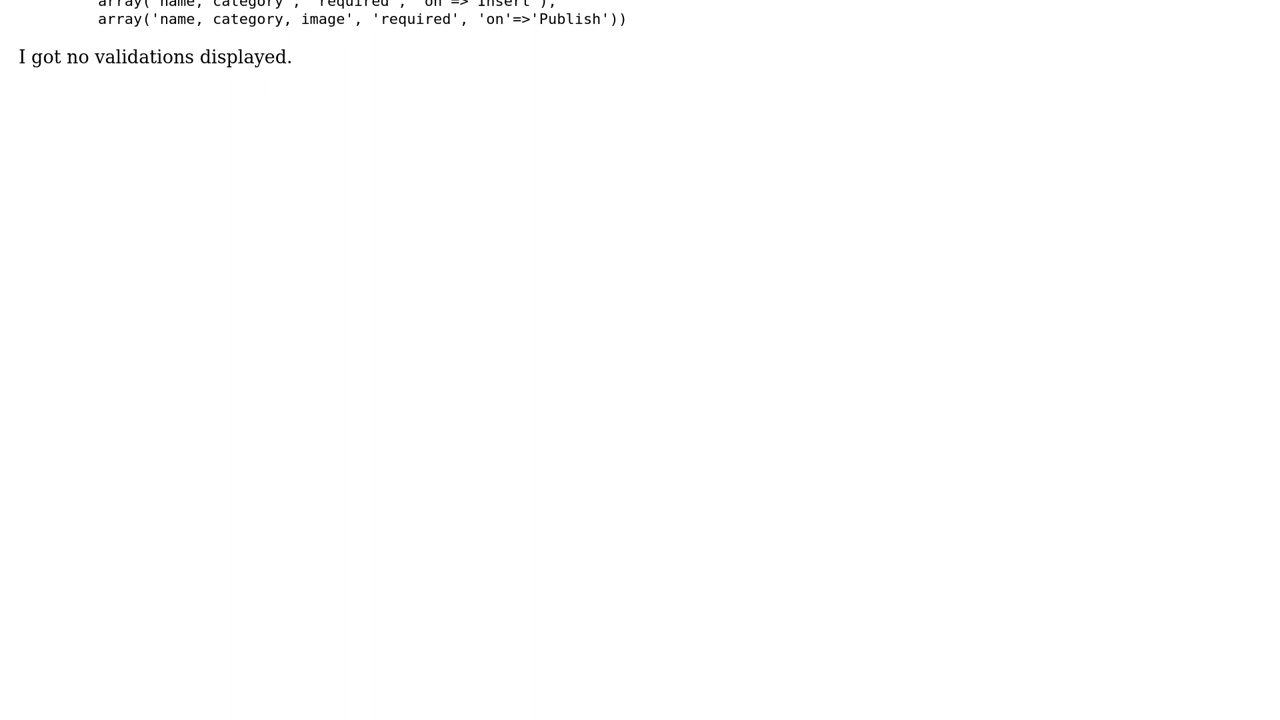 array('name, category', 'required', 'on'=>'Insert'),
array('name, category, image', 'required', 'on'=>'Publish'))
I got no validations displayed.